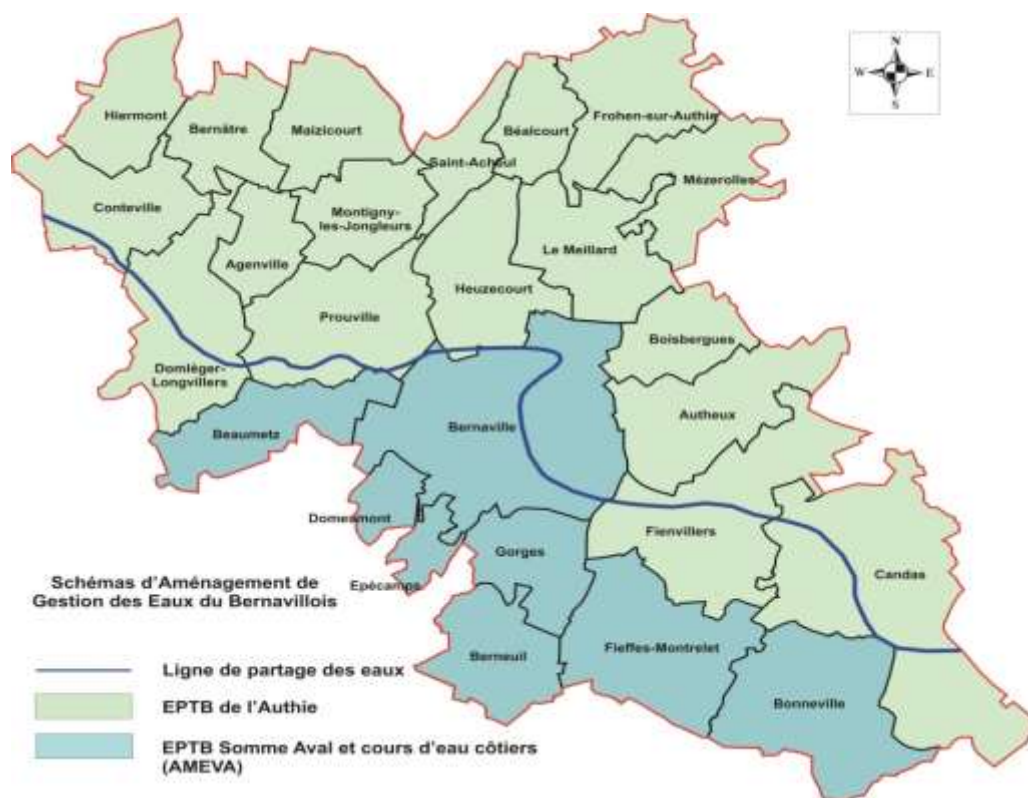 N
W
E
S
Hiermont
Bernâtre
Maizicourt
Béalcourt
Frohen-sur-Authie
Saint-Acheul
Mézerolles
Conteville
Montigny-
les-Jongleurs
Le Meillard
Agenville
Heuzecourt
Prouville
Boisbergues
Domléger-
Longvillers
Autheux
Beaumetz
Bernaville
Domesmont
Fienvillers
Gorges
Epécamps
Candas
Schémas d'Aménagement de
Gestion des Eaux du Bernavillois
Berneuil
Fieffes-Montrelet
Ligne de partage des eaux
Bonneville
EPTB de l'Authie
EPTB Somme Aval et cours d'eau côtiers
(AMEVA)